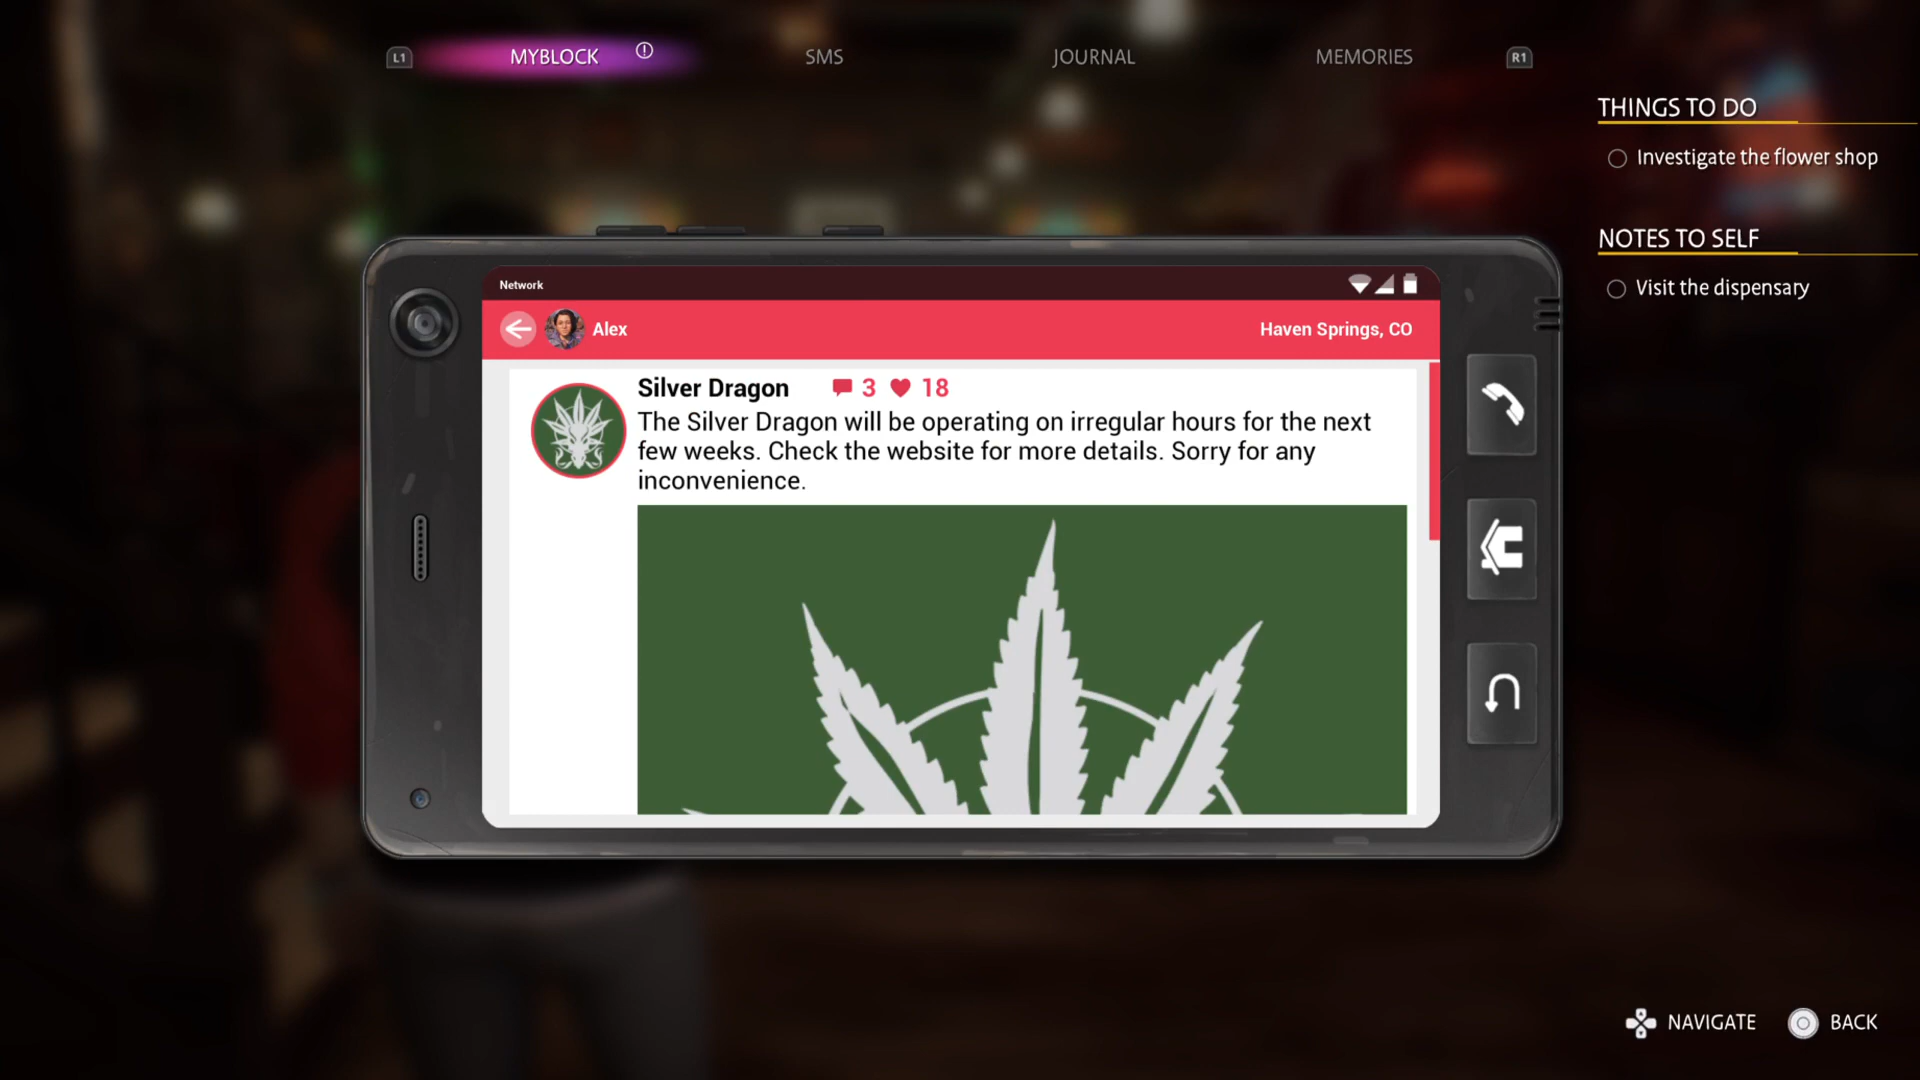 L1
MYBLOCK
SMS
JOURNAL
MEMORIES
R1
THINGS TO DO
Investigate the flower shop
NOTES TO SELF
Visit the dispensary
Network
Alex
Haven Springs, CO
Silver Dragon 3 18
The Silver Dragon will be operating on irregular hours for the next
few weeks. Check the website for more details. Sorry for any
inconvenience.
NAVIGATE
BACK